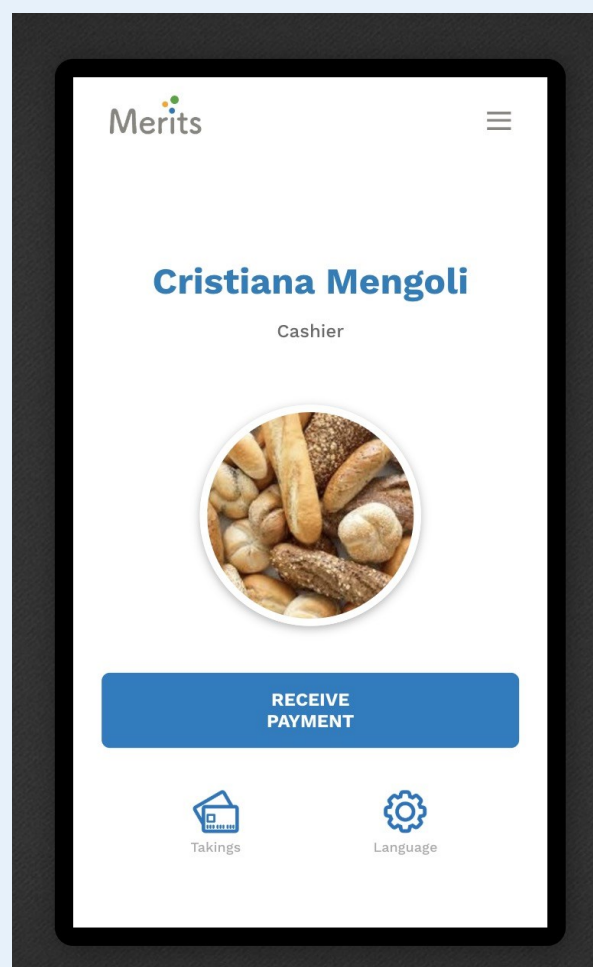 Merits
Cristiana Mengoli
Cashier
RECEIVE
PAYMENT
Takings
Language